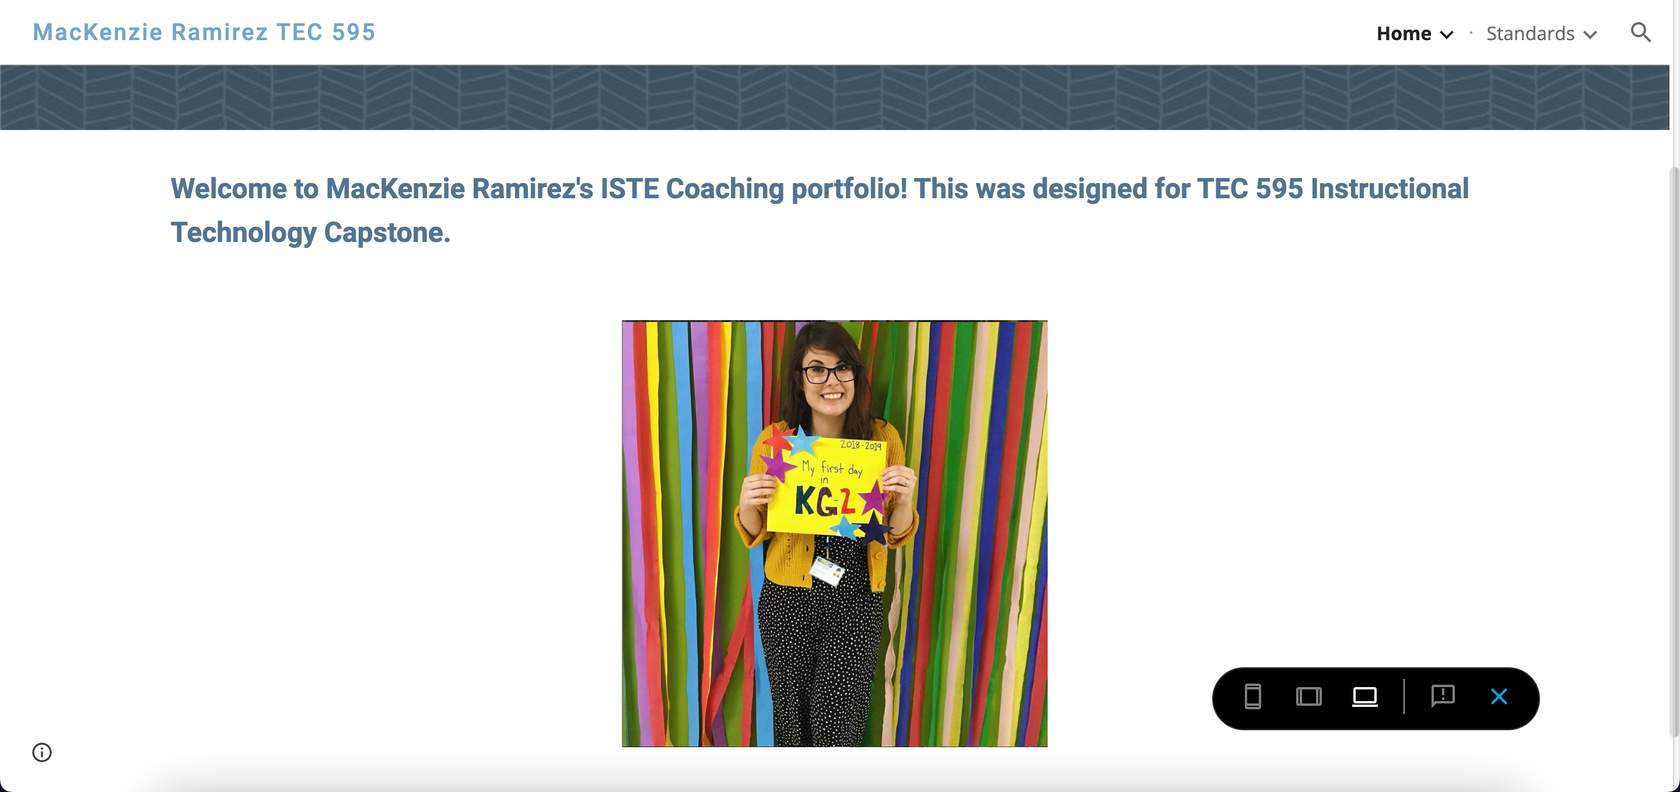 MacKenzie Ramirez TEC 595
Home · Standards
Welcome to MacKenzie Ramirez's ISTE Coaching portfolio! This was designed for TEC 595 Instructional
Technology Capstone.
2018-2019
My first day
in
KG-2